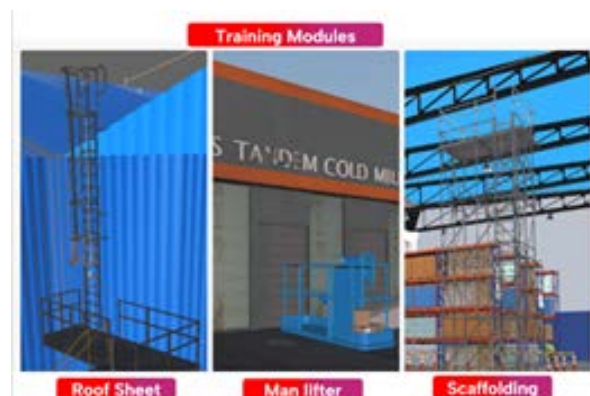 Training Modules
S TANDEM COLD MIL
Roof Sheet
Man lifter
Scaffolding